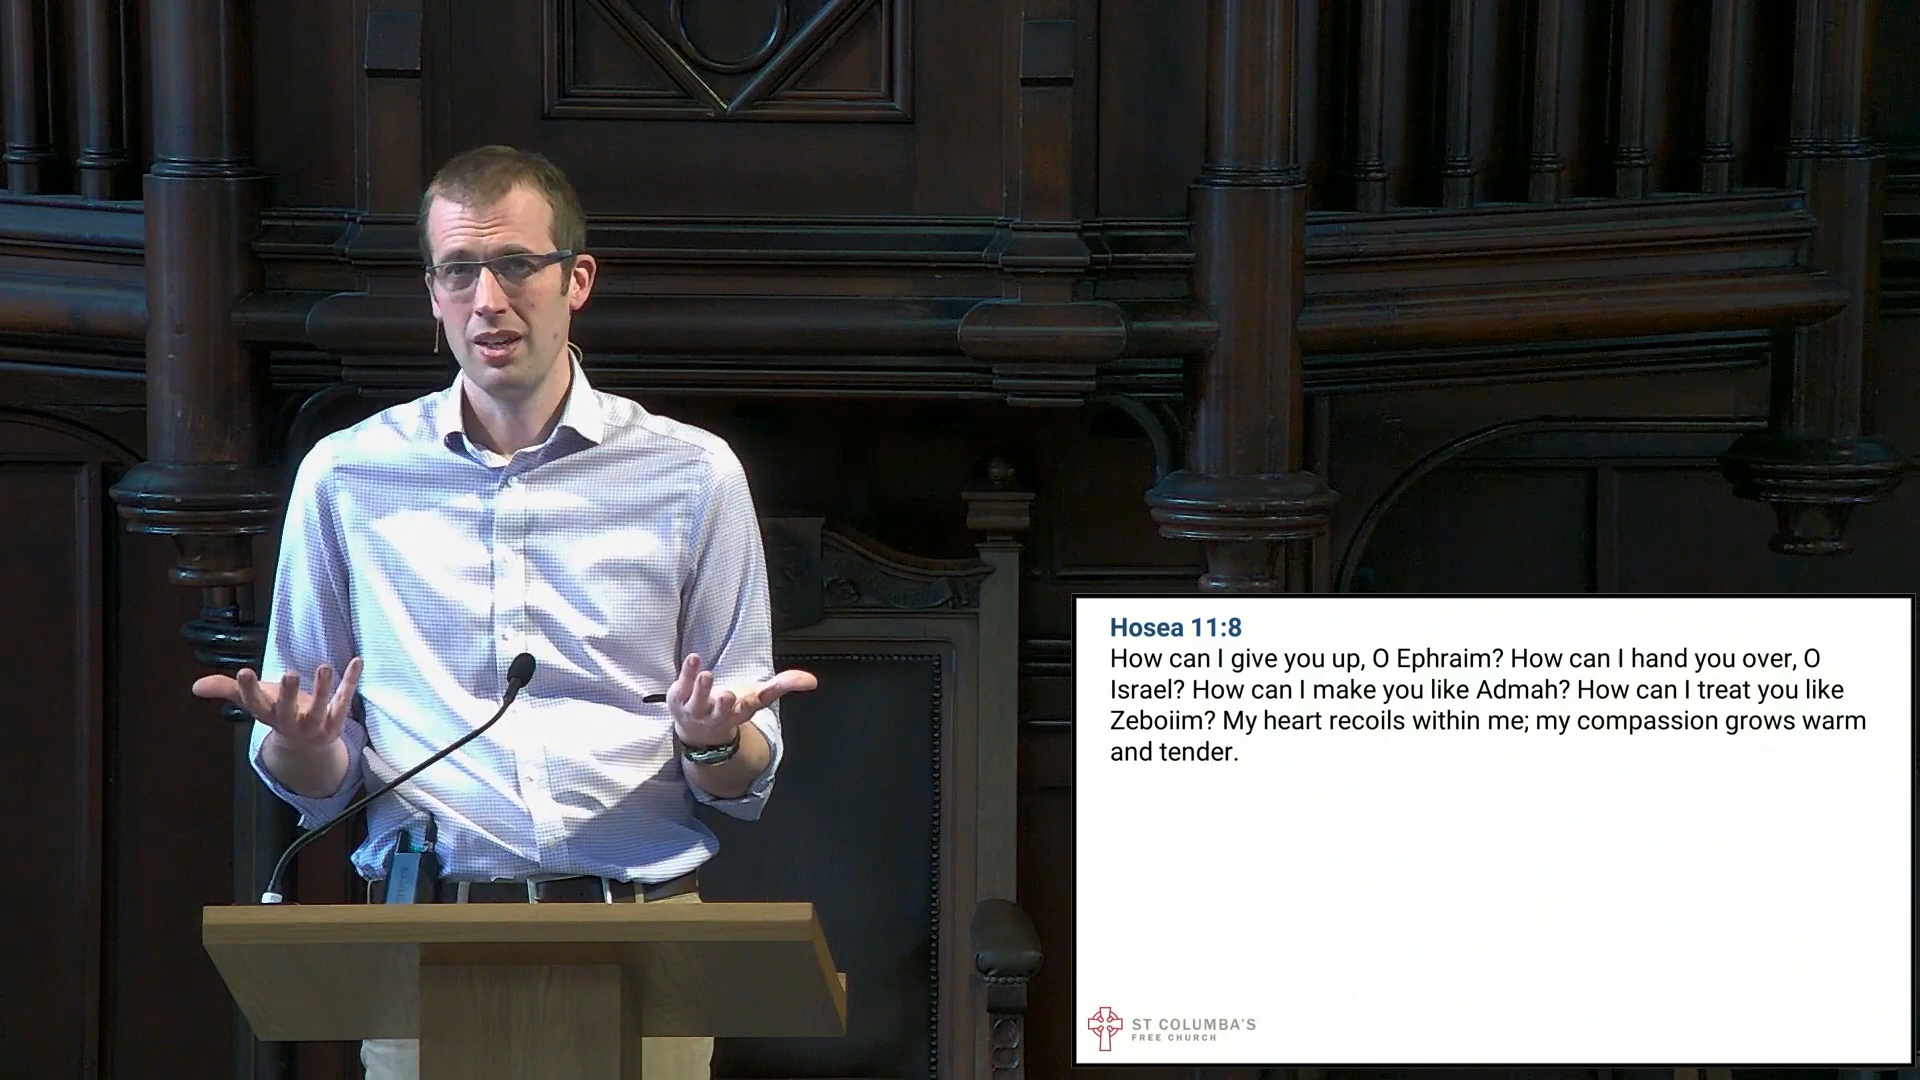 Hosea 11:8
How can I give you up, O Ephraim? How can I hand you over, O
Israel? How can I make you like Admah? How can I treat you like
Zeboiim? My heart recoils within me; my compassion grows warm
and tender.
ST COLUMBA'S
FREE CHURCH